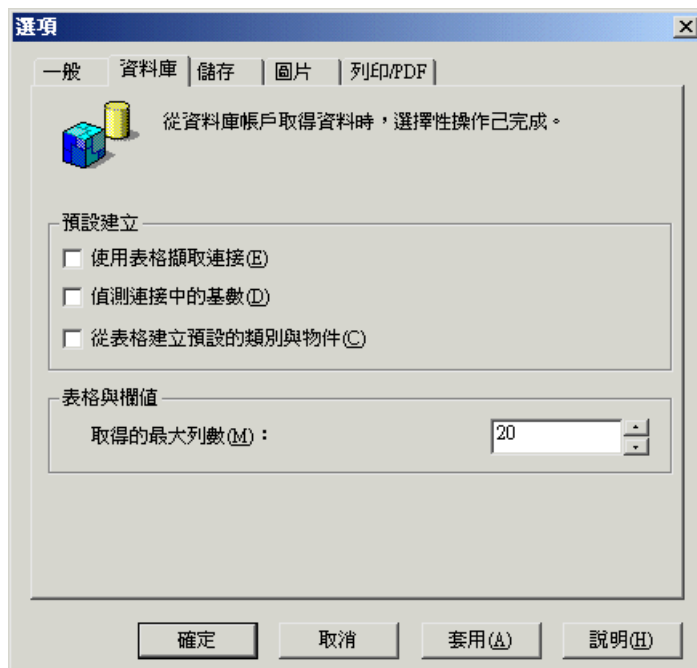 選項
一般 資料庫 儲存 圖片 列印/PDF
從資料庫帳戶取得資料時，選擇性操作已完成。
預設建立
使用表格擷取連接(E)
偵測連接中的基數(D)
從表格建立預設的類別與物件(C)
表格與欄值
取得的最大列數(M)： 20
確定 取消 套用(A) 說明(H)